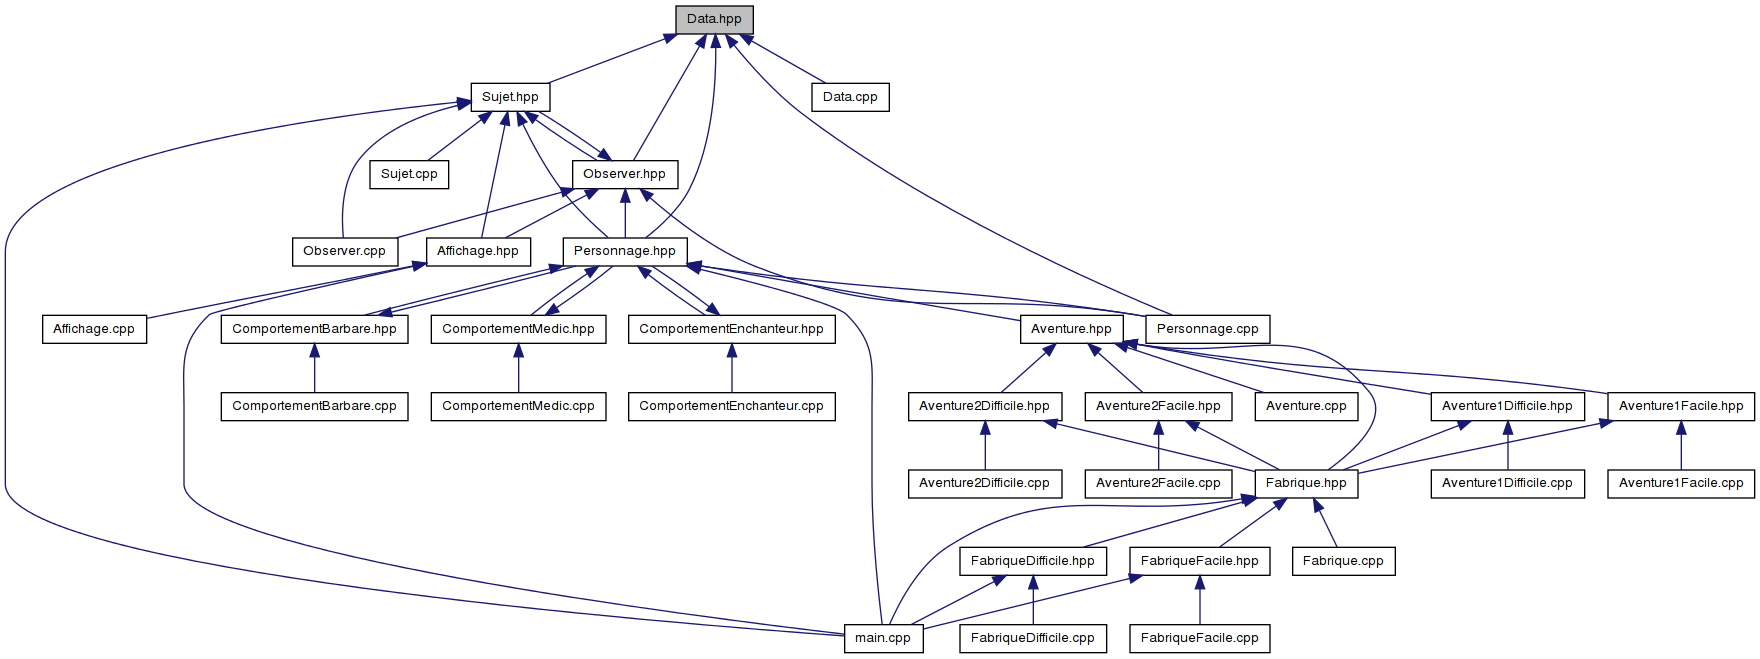 Data.hpp
Sujet.hpp
Data.cpp
Sujet.cpp
Observer.hpp
Observer.cpp
Affichage.hpp
Personnage.hpp
Affichage.cpp
ComportementBarbare.hpp
ComportementMedic.hpp
ComportementEnchanteur.hpp
Aventure.hpp
Personnage.cpp
ComportementBarbare.cpp
ComportementMedic.cpp
ComportementEnchanteur.cpp
Aventure2Difficile.hpp
Aventure2Facile.hpp
Aventure.cpp
Aventure1Difficile.hpp
Aventure1Facile.hpp
Aventure2Difficile.cpp
Aventure2Facile.cpp
Fabrique.hpp
Aventure1Difficile.cpp
Aventure1Facile.cpp
FabriqueDifficile.hpp
FabriqueFacile.hpp
Fabrique.cpp
main.cpp
FabriqueDifficile.cpp
FabriqueFacile.cpp